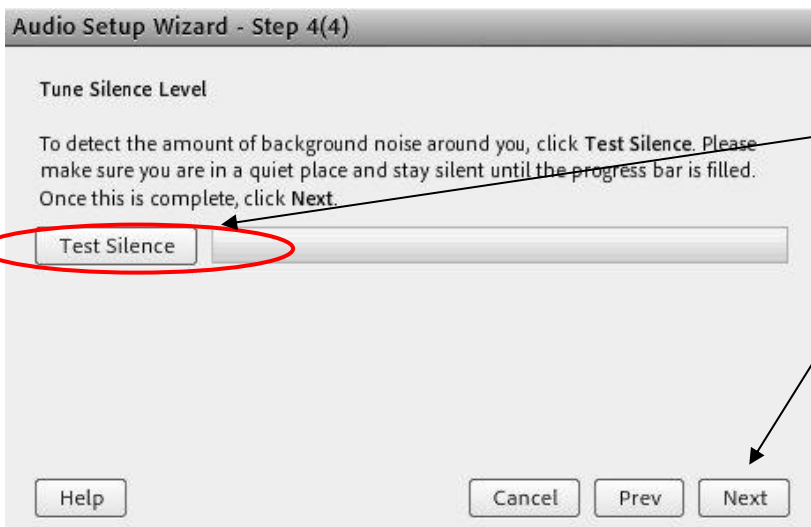 Audio Setup Wizard - Step 4(4)
Tune Silence Level
To detect the amount of background noise around you, click Test Silence. Please
make sure you are in a quiet place and stay silent until the progress bar is filled.
Once this is complete, click Next.
Test Silence
Help
Cancel
Prev
Next